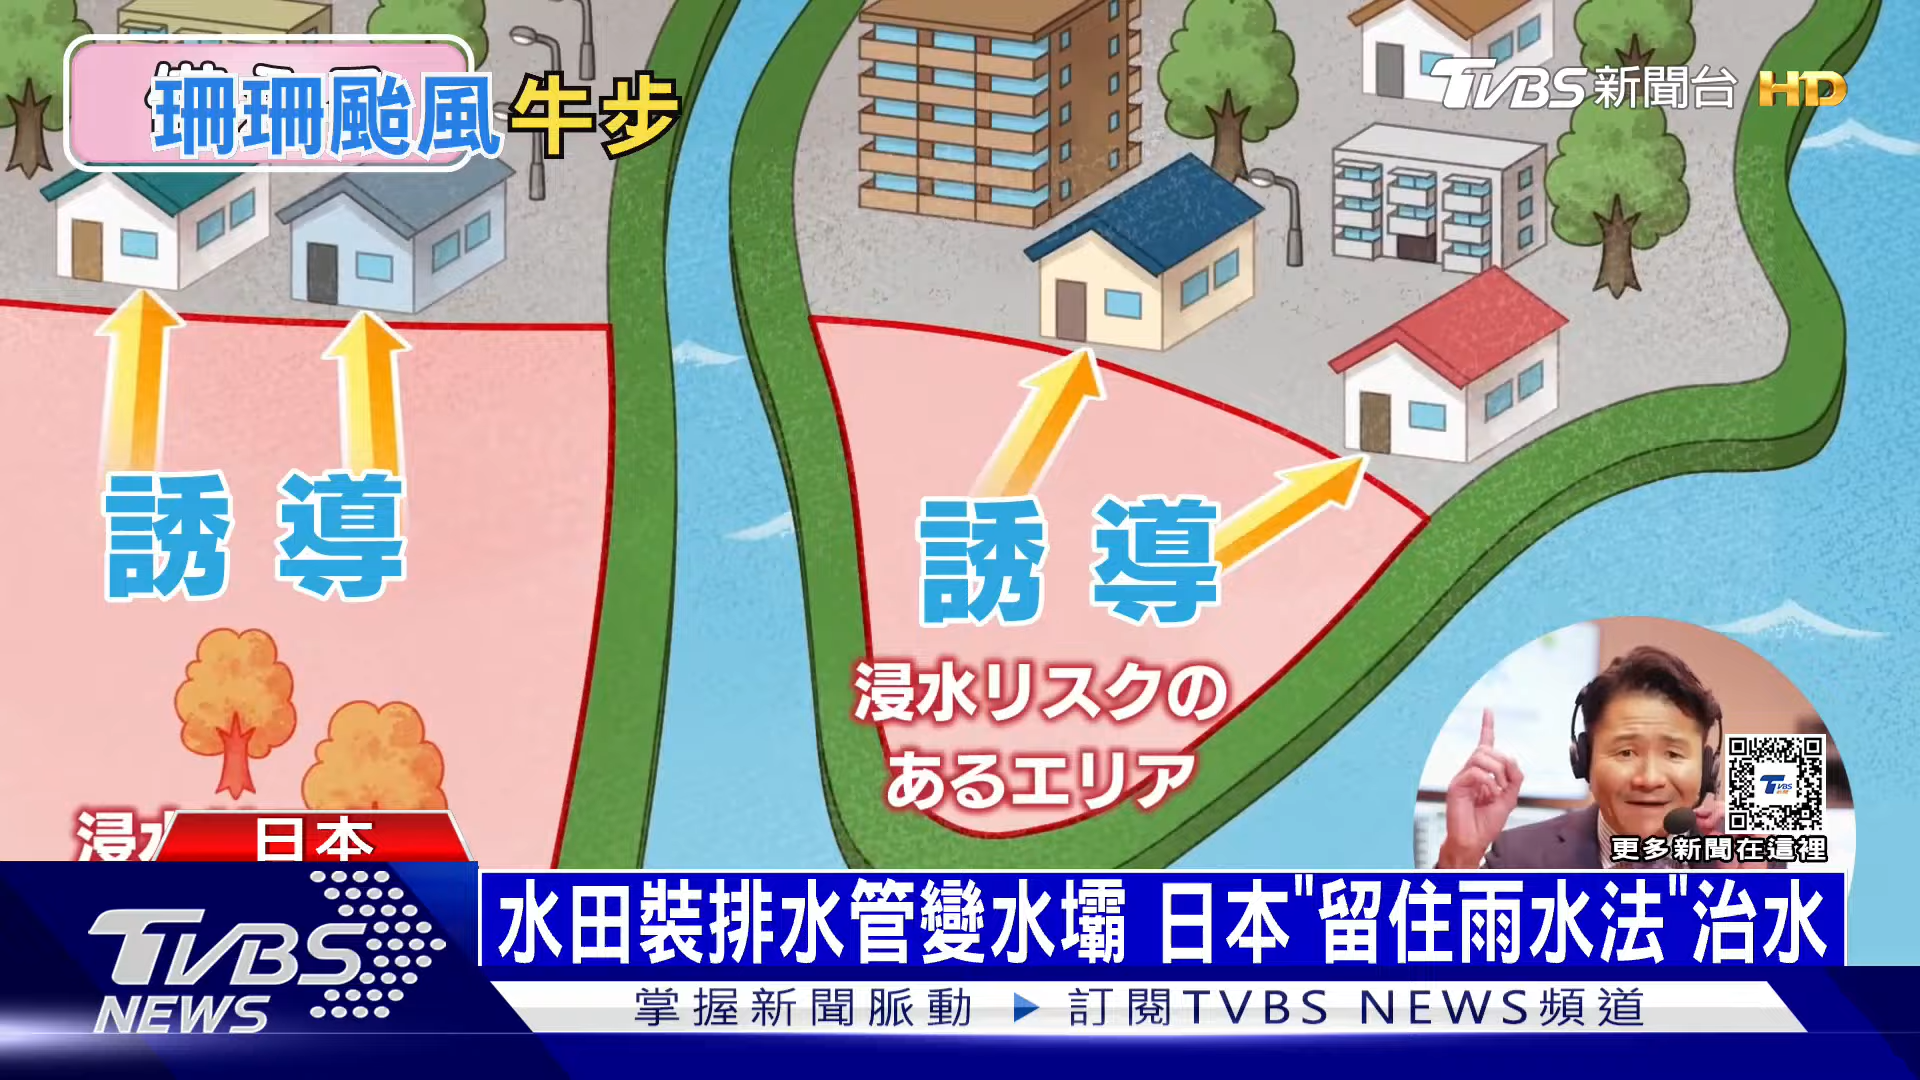 珊珊颱風牛步
TVBS新聞台 HD
誘導
誘導
浸水リスクの
あるエリア
浸水
日本
TVBS
更多新聞在這裡
水田裝排水管變水壩 日本"留住雨水法"治水
TVBS
NEWS
掌握新聞脈動 ▶ 訂閱TVBS NEWS頻道